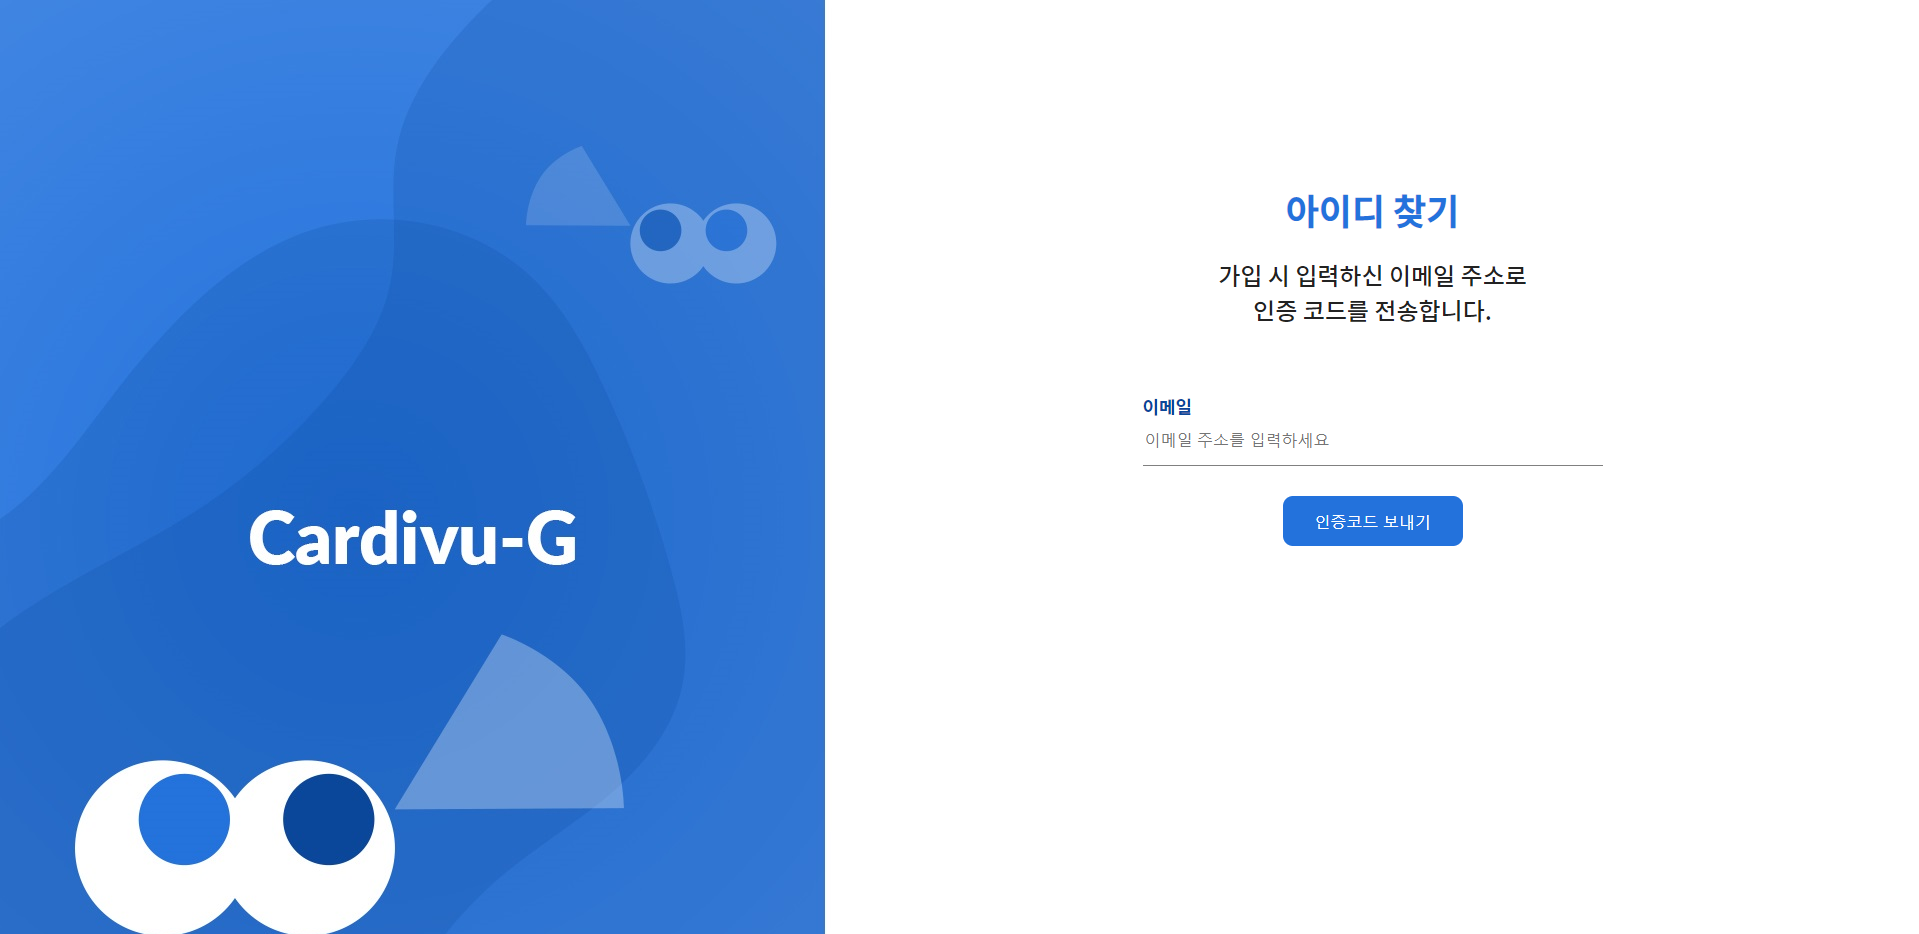 Cardivu-G
아이디 찾기
가입 시 입력하신 이메일 주소로
인증 코드를 전송합니다.
이메일
이메일 주소를 입력하세요
인증코드 보내기